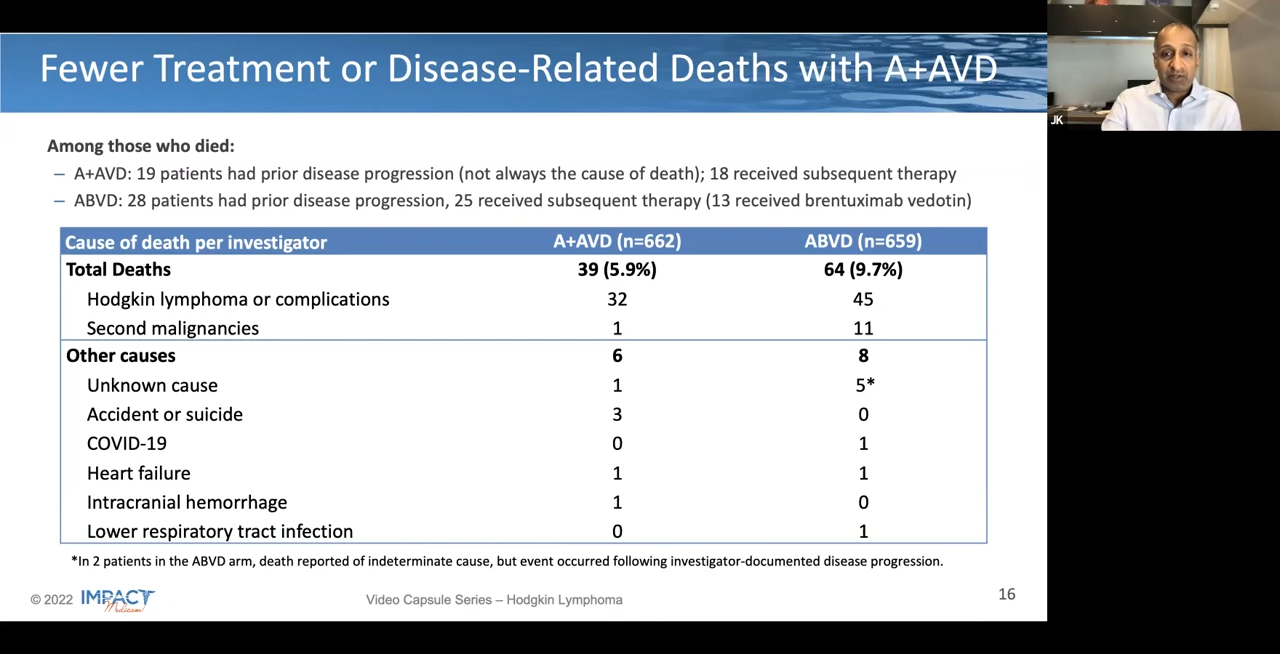 Fewer Treatment or Disease-Related Deaths with A+AVD
JK
Among those who died:
– A+AVD: 19 patients had prior disease progression (not always the cause of death); 18 received subsequent therapy
– ABVD: 28 patients had prior disease progression, 25 received subsequent therapy (13 received brentuximab vedotin)
Cause of death per investigator A+AVD (n=662) ABVD (n=659)
Total Deaths 39 (5.9%) 64 (9.7%)
Hodgkin lymphoma or complications 32 45
Second malignancies 1 11
Other causes 6 8
Unknown cause 1 5*
Accident or suicide 3 0
COVID-19 0 1
Heart failure 1 1
Intracranial hemorrhage 1 0
Lower respiratory tract infection 0 1
*In 2 patients in the ABVD arm, death reported of indeterminate cause, but event occurred following investigator-documented disease progression.
© 2022 IMPACT Medicom Video Capsule Series – Hodgkin Lymphoma 16